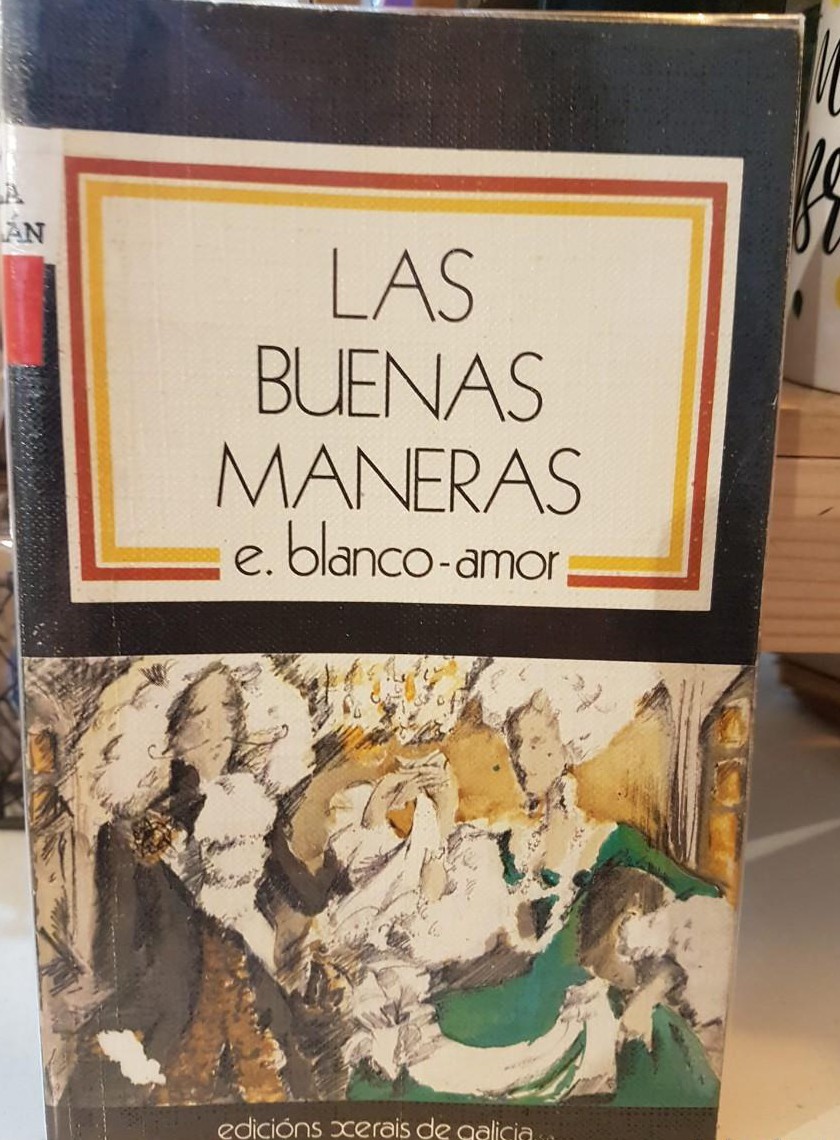 LAS
BUENAS
MANERAS
e. blanco-amor
edicións xerais de galicia